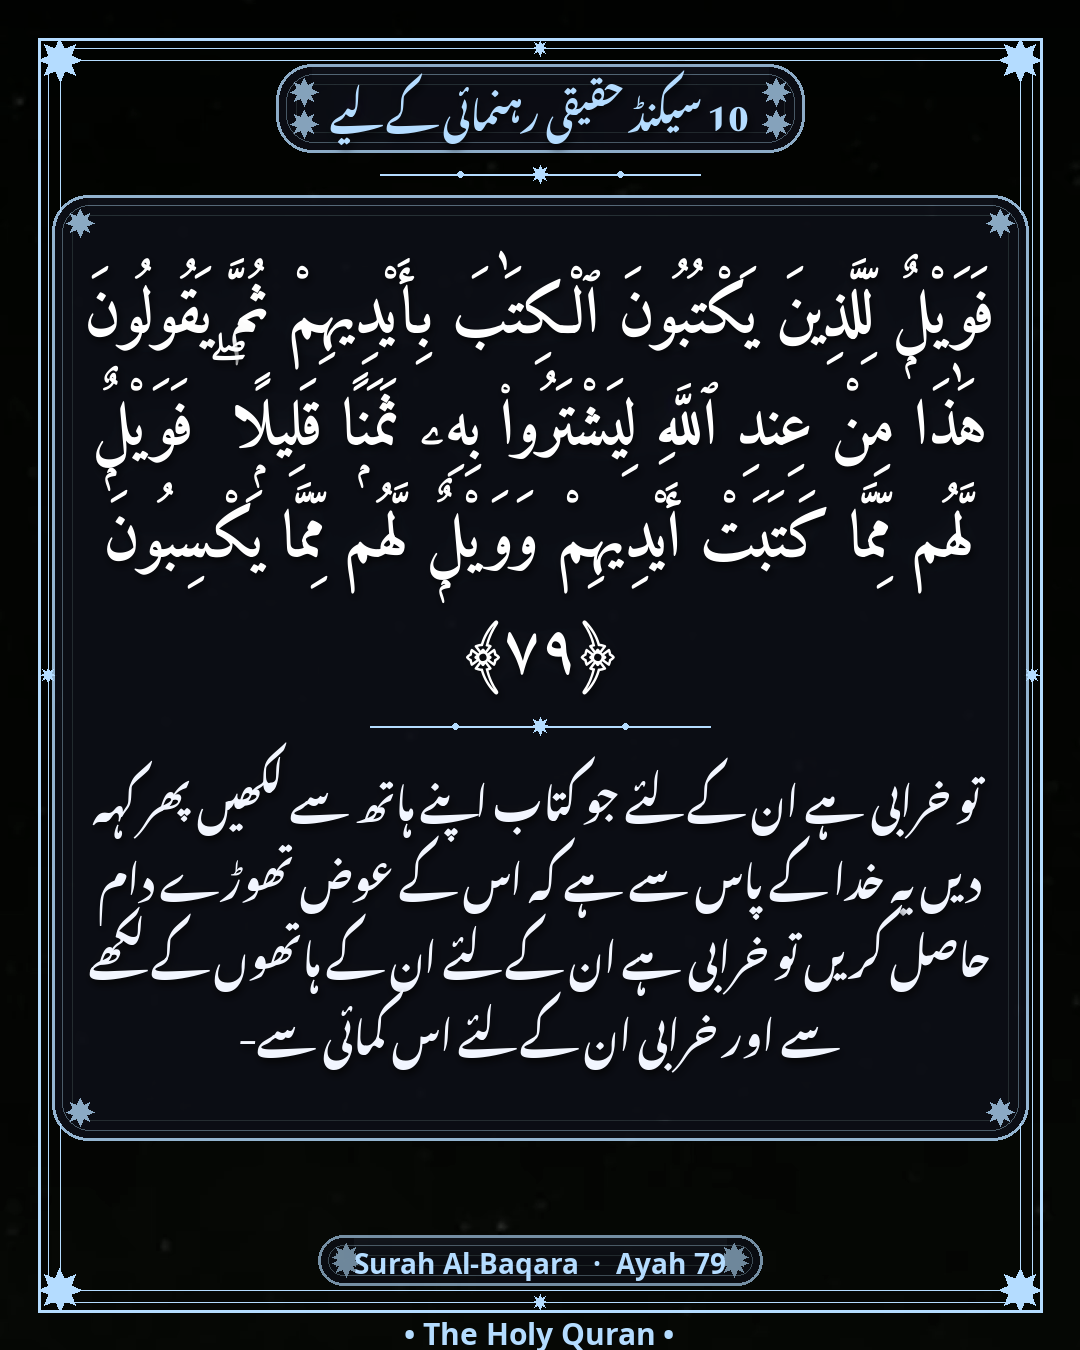 10 سیکنڈ حقیقی رہنمائی کے لیے
فَوَيْلٌۭ لِّلَّذِينَ يَكْتُبُونَ ٱلْكِتَـٰبَ بِأَيْدِيهِمْ ثُمَّ يَقُولُونَ
هَـٰذَا مِنْ عِندِ ٱللَّهِ لِيَشْتَرُوا۟ بِهِۦ ثَمَنًۭا قَلِيلًۭا ۖ فَوَيْلٌۭ
لَّهُم مِّمَّا كَتَبَتْ أَيْدِيهِمْ وَوَيْلٌۭ لَّهُم مِّمَّا يَكْسِبُونَ
﴿٧٩﴾
تو خرابی ہے ان کے لئے جو کتاب اپنے ہاتھ سے لکھیں پھر کہہ
دیں یہ خدا کے پاس سے ہے کہ اس کے عوض تھوڑے دام
حاصل کریں تو خرابی ہے ان کے لئے ان کے ہاتھوں کے لکھے
سے اور خرابی ان کے لئے اس کمائی سے-
Surah Al-Baqara · Ayah 79
• The Holy Quran •